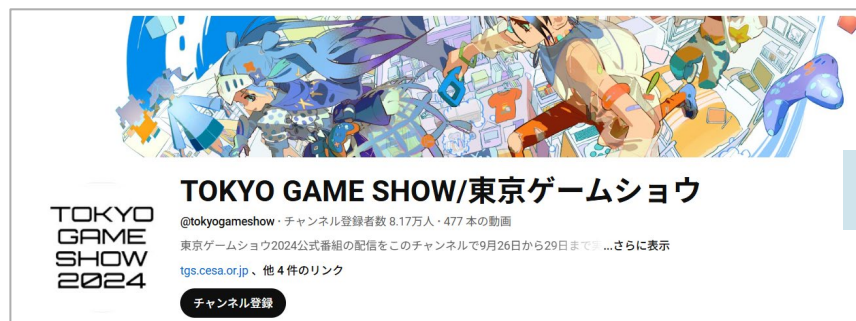 TOKYO GAME SHOW/東京ゲームショウ
TOKYO
GAME
SHOW
2024
@tokyogameshow・チャンネル登録者数 8.17万人・477 本の動画
東京ゲームショウ2024公式番組の配信をこのチャンネルで9月26日から29日まで ...さらに表示
tgs.cesa.or.jp 、他 4 件のリンク
チャンネル登録